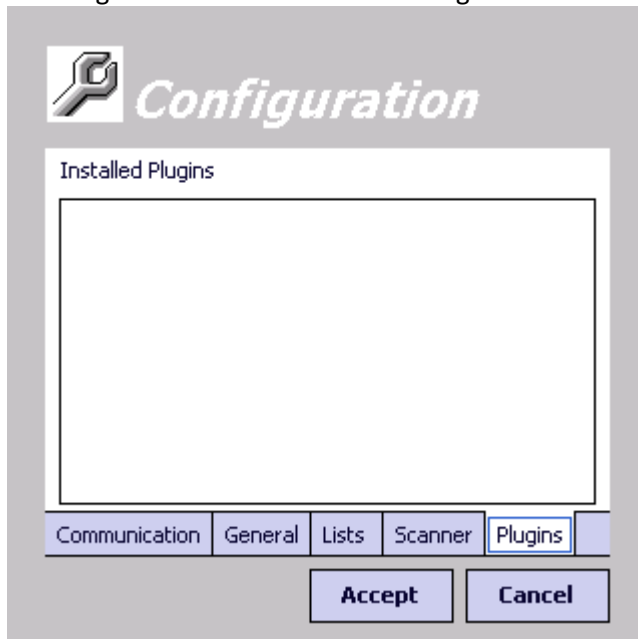 Configuration
Installed Plugins
Communication General Lists Scanner Plugins
Accept Cancel